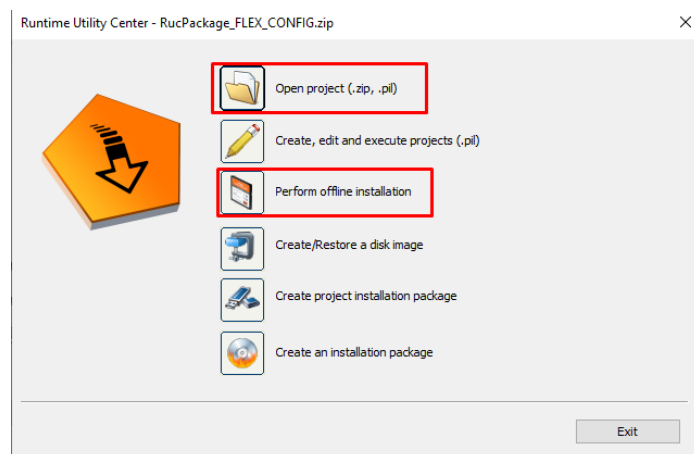 Runtime Utility Center - RucPackage_FLEX_CONFIG.zip
Open project (.zip, .pil)
Create, edit and execute projects (.pil)
Perform offline installation
Create/Restore a disk image
Create project installation package
Create an installation package
Exit